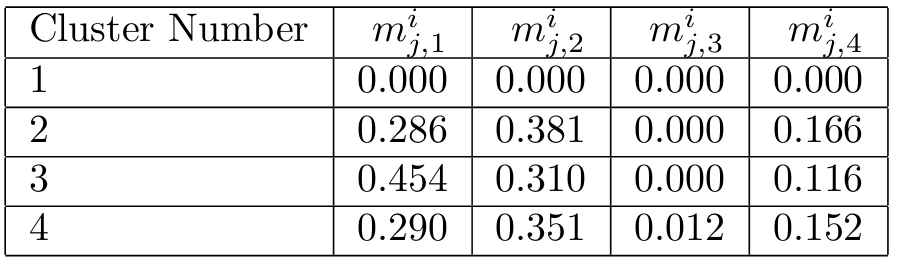 Cluster Number m^i_{j,1} m^i_{j,2} m^i_{j,3} m^i_{j,4}
1 0.000 0.000 0.000 0.000
2 0.286 0.381 0.000 0.166
3 0.454 0.310 0.000 0.116
4 0.290 0.351 0.012 0.152